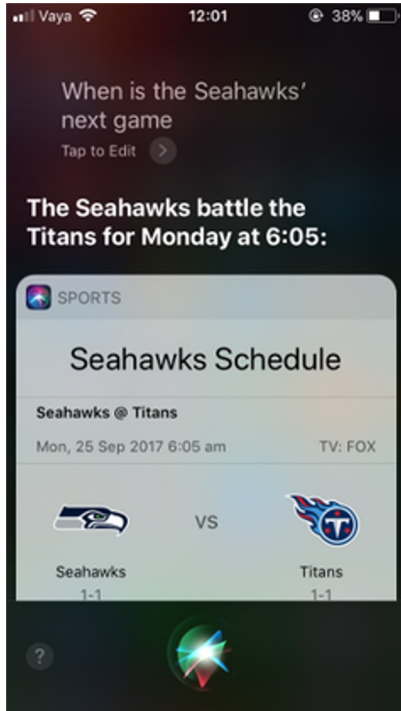 Vaya 12:01 38%
When is the Seahawks'
next game
Tap to Edit
The Seahawks battle the
Titans for Monday at 6:05:
SPORTS
Seahawks Schedule
Seahawks @ Titans
Mon, 25 Sep 2017 6:05 am TV: FOX
VS
T
Seahawks Titans
1-1 1-1
?